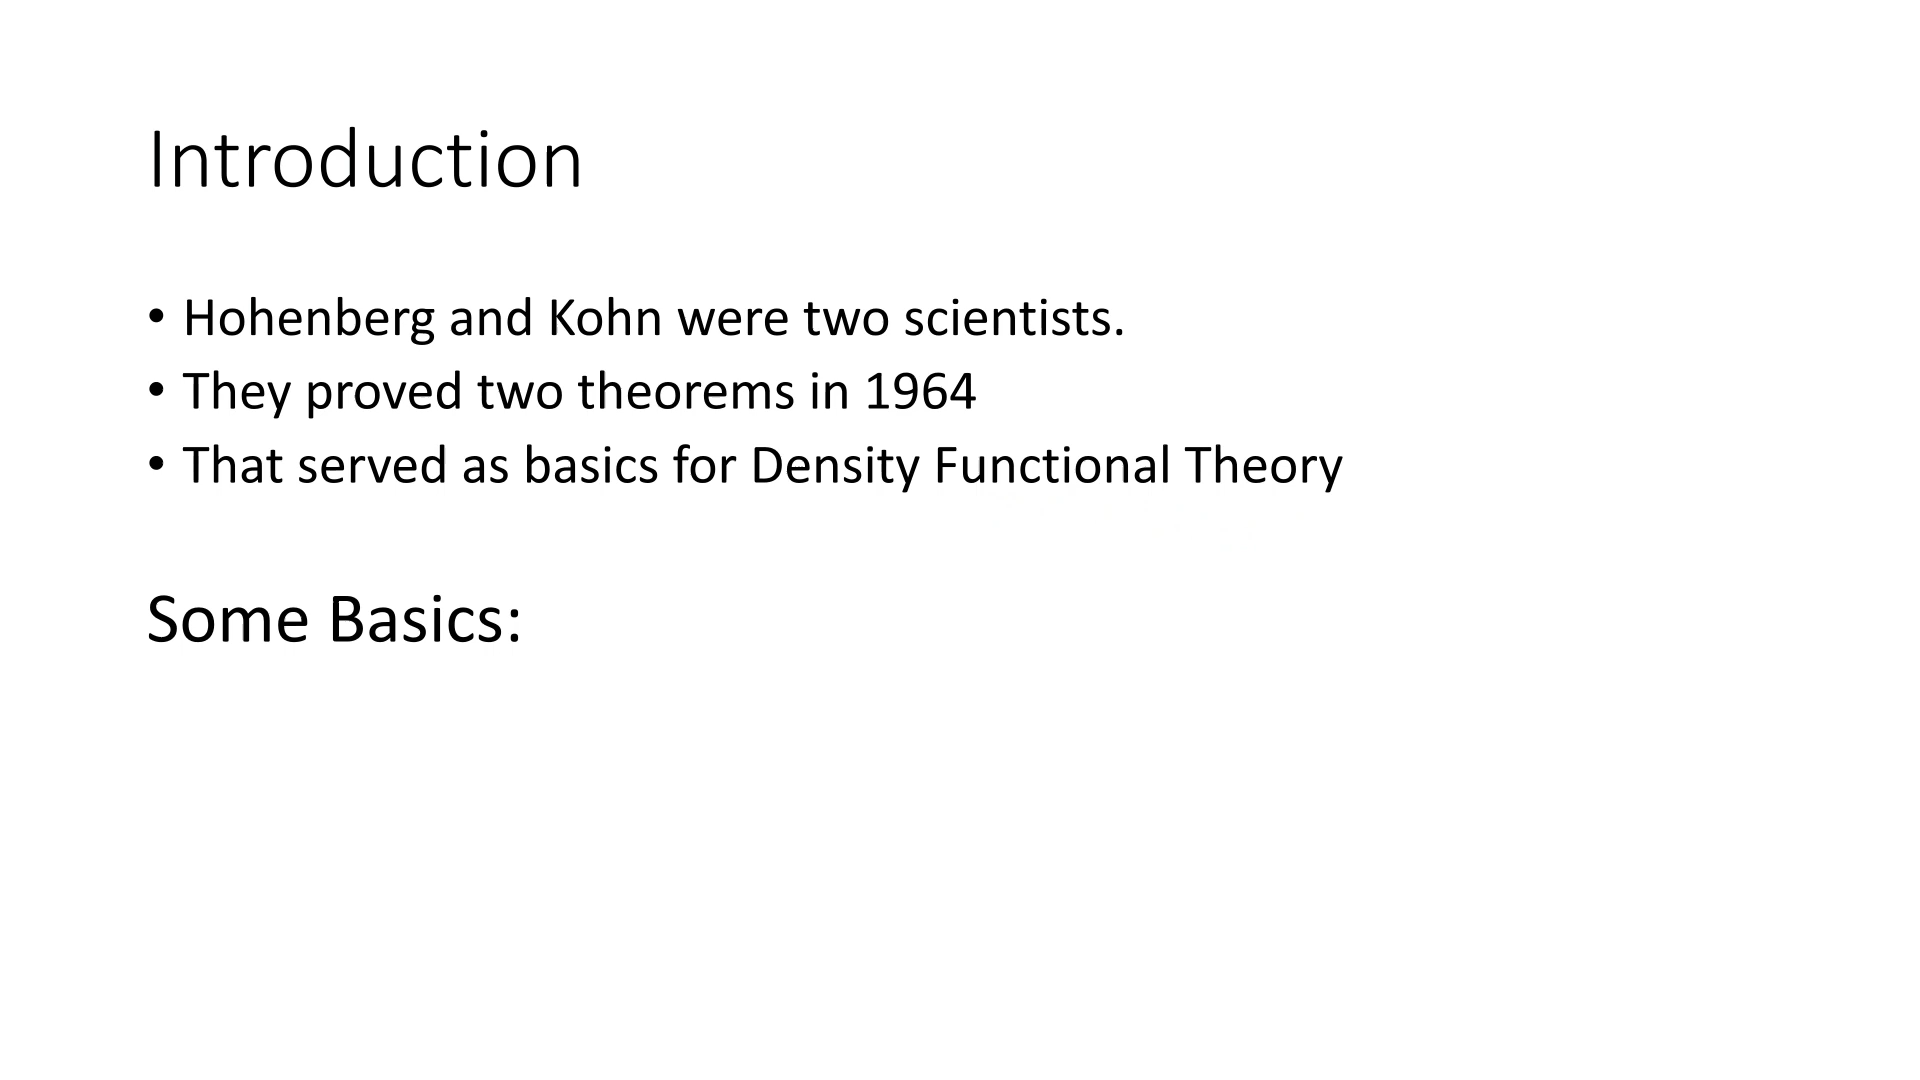 Introduction
• Hohenberg and Kohn were two scientists.
• They proved two theorems in 1964
• That served as basics for Density Functional Theory
Some Basics: